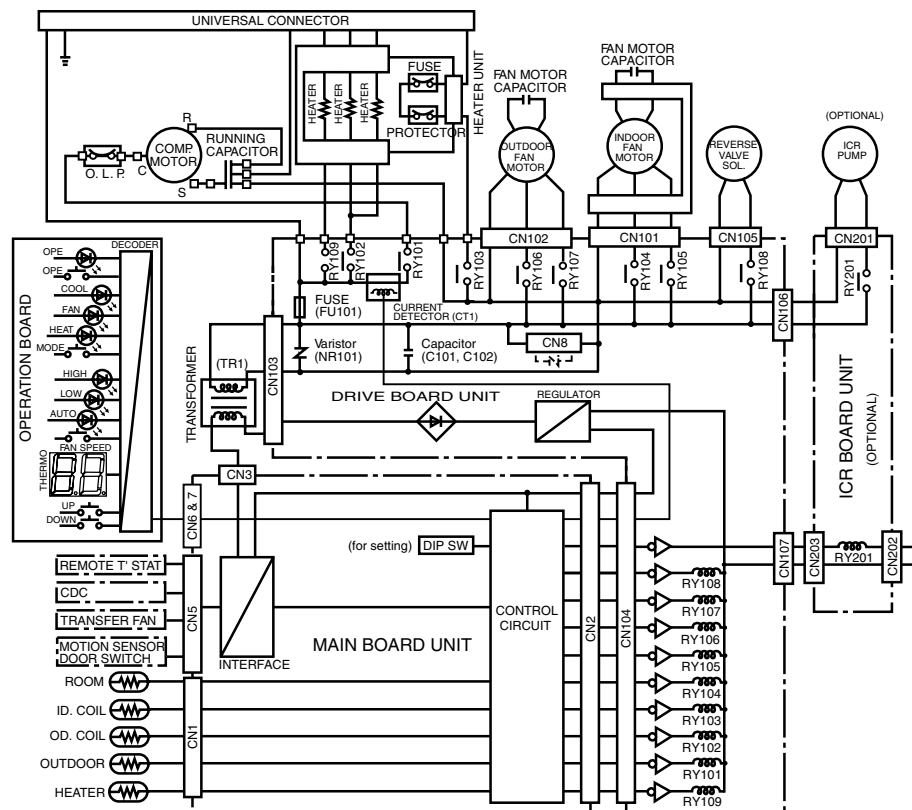 UNIVERSAL CONNECTOR
HEATER
HEATER
HEATER
FUSE
PROTECTOR
HEATER UNIT
FAN MOTOR
CAPACITOR
FAN MOTOR
CAPACITOR
OUTDOOR
FAN
MOTOR
INDOOR
FAN
MOTOR
REVERSE
VALVE
SOL.
(OPTIONAL)
ICR
PUMP
R
COMP.
MOTOR
C
S
O. L. P.
RUNNING
CAPACITOR
CN102
CN101
CN105
CN201
RY109
RY102
RY101
RY103
RY106
RY107
RY104
RY105
RY108
RY201
CN106
OPERATION BOARD
DECODER
OPE
OPE
COOL
FAN
HEAT
MODE
HIGH
LOW
AUTO
FAN SPEED
THERMO
UP
DOWN
FUSE
(FU101)
CURRENT
DETECTOR (CT1)
Varistor
(NR101)
Capacitor
(C101, C102)
CN8
TRANSFORMER
(TR1)
CN103
DRIVE BOARD UNIT
REGULATOR
ICR BOARD UNIT
(OPTIONAL)
CN3
CN6 & 7
(for setting)
DIP SW
CONTROL
CIRCUIT
CN2
CN104
CN107
CN203
RY201
CN202
REMOTE T' STAT
CDC
TRANSFER FAN
MOTION SENSOR
DOOR SWITCH
CN5
INTERFACE
MAIN BOARD UNIT
ROOM
ID. COIL
OD. COIL
OUTDOOR
HEATER
CN1
RY108
RY107
RY106
RY105
RY104
RY103
RY102
RY101
RY109